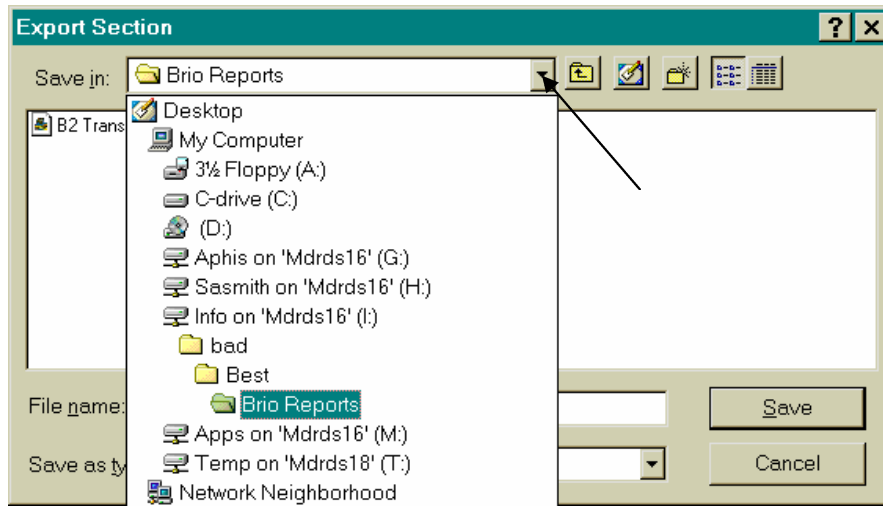 Export Section
Save in: Brio Reports
B2 Trans
Desktop
My Computer
3½ Floppy (A:)
C-drive (C:)
(D:)
Aphis on 'Mdrds16' (G:)
Sasmith on 'Mdrds16' (H:)
Info on 'Mdrds16' (I:)
bad
Best
Brio Reports
File name:
Save
Apps on 'Mdrds16' (M:)
Save as ty
Temp on 'Mdrds18' (T:)
Cancel
Network Neighborhood